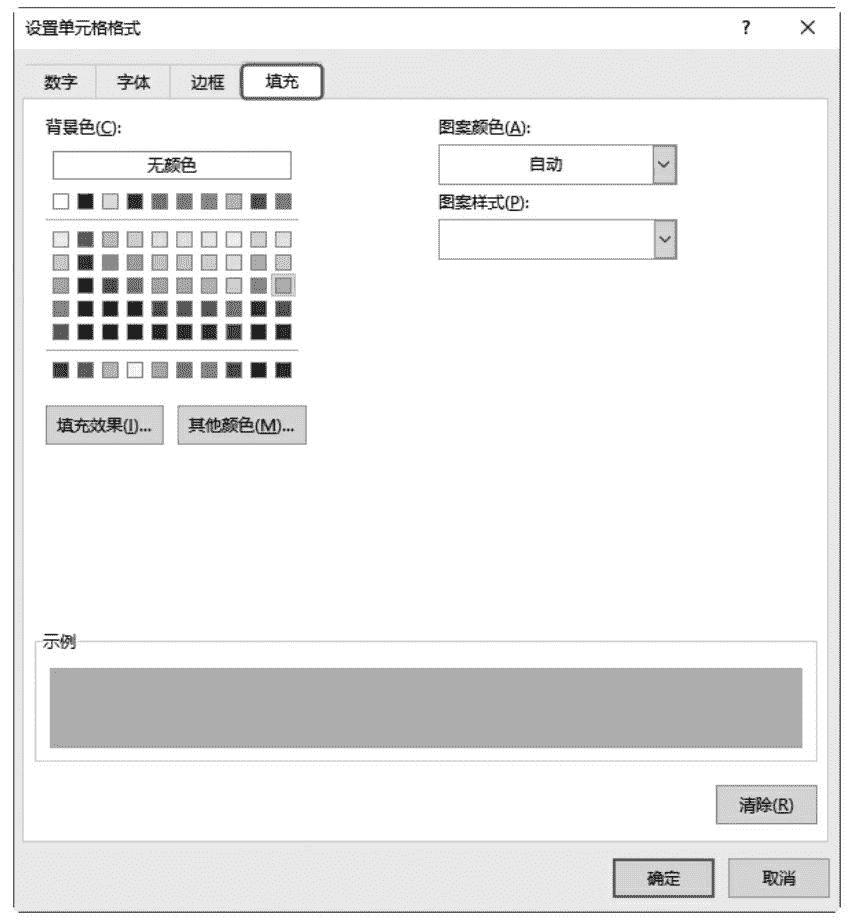 设置单元格格式 ?
数字 字体 边框 填充
背景色(C):
无颜色
填充效果(I)... 其他颜色(M)...
图案颜色(A):
自动
图案样式(P):
示例
清除(R)
确定 取消